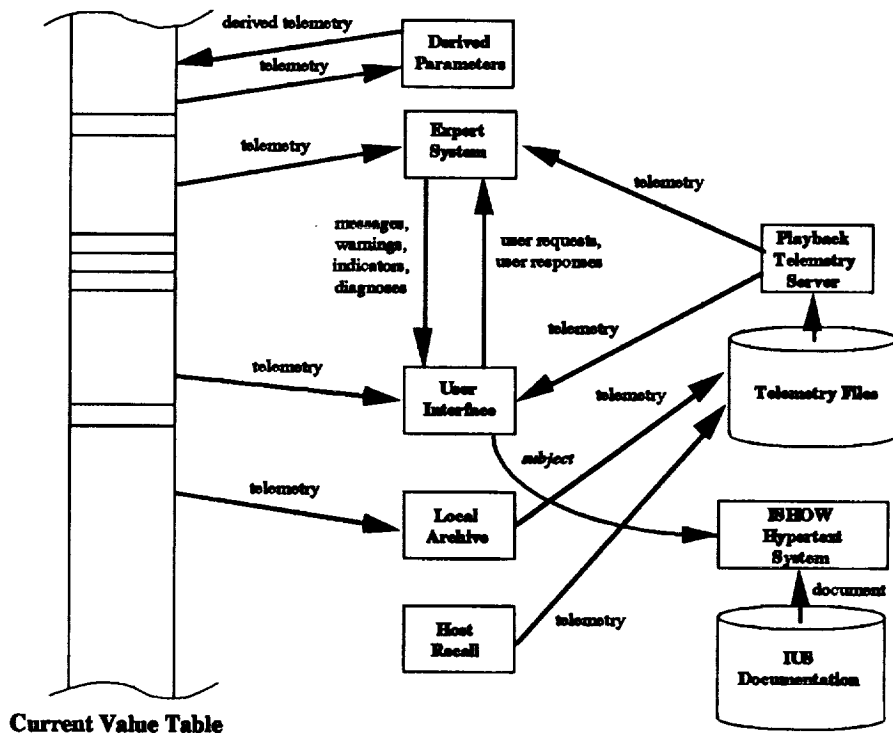 derived telemetry
Derived
Parameters
telemetry
Expert
System
telemetry
telemetry
messages,
warnings,
indicators,
diagnoses
user requests,
user responses
Playback
Telemetry
Server
telemetry
telemetry
User
Interface
telemetry
Telemetry Files
subject
telemetry
Local
Archive
ISHOW
Hypertext
System
document
Host
Recall
telemetry
IUS
Documentation
Current Value Table